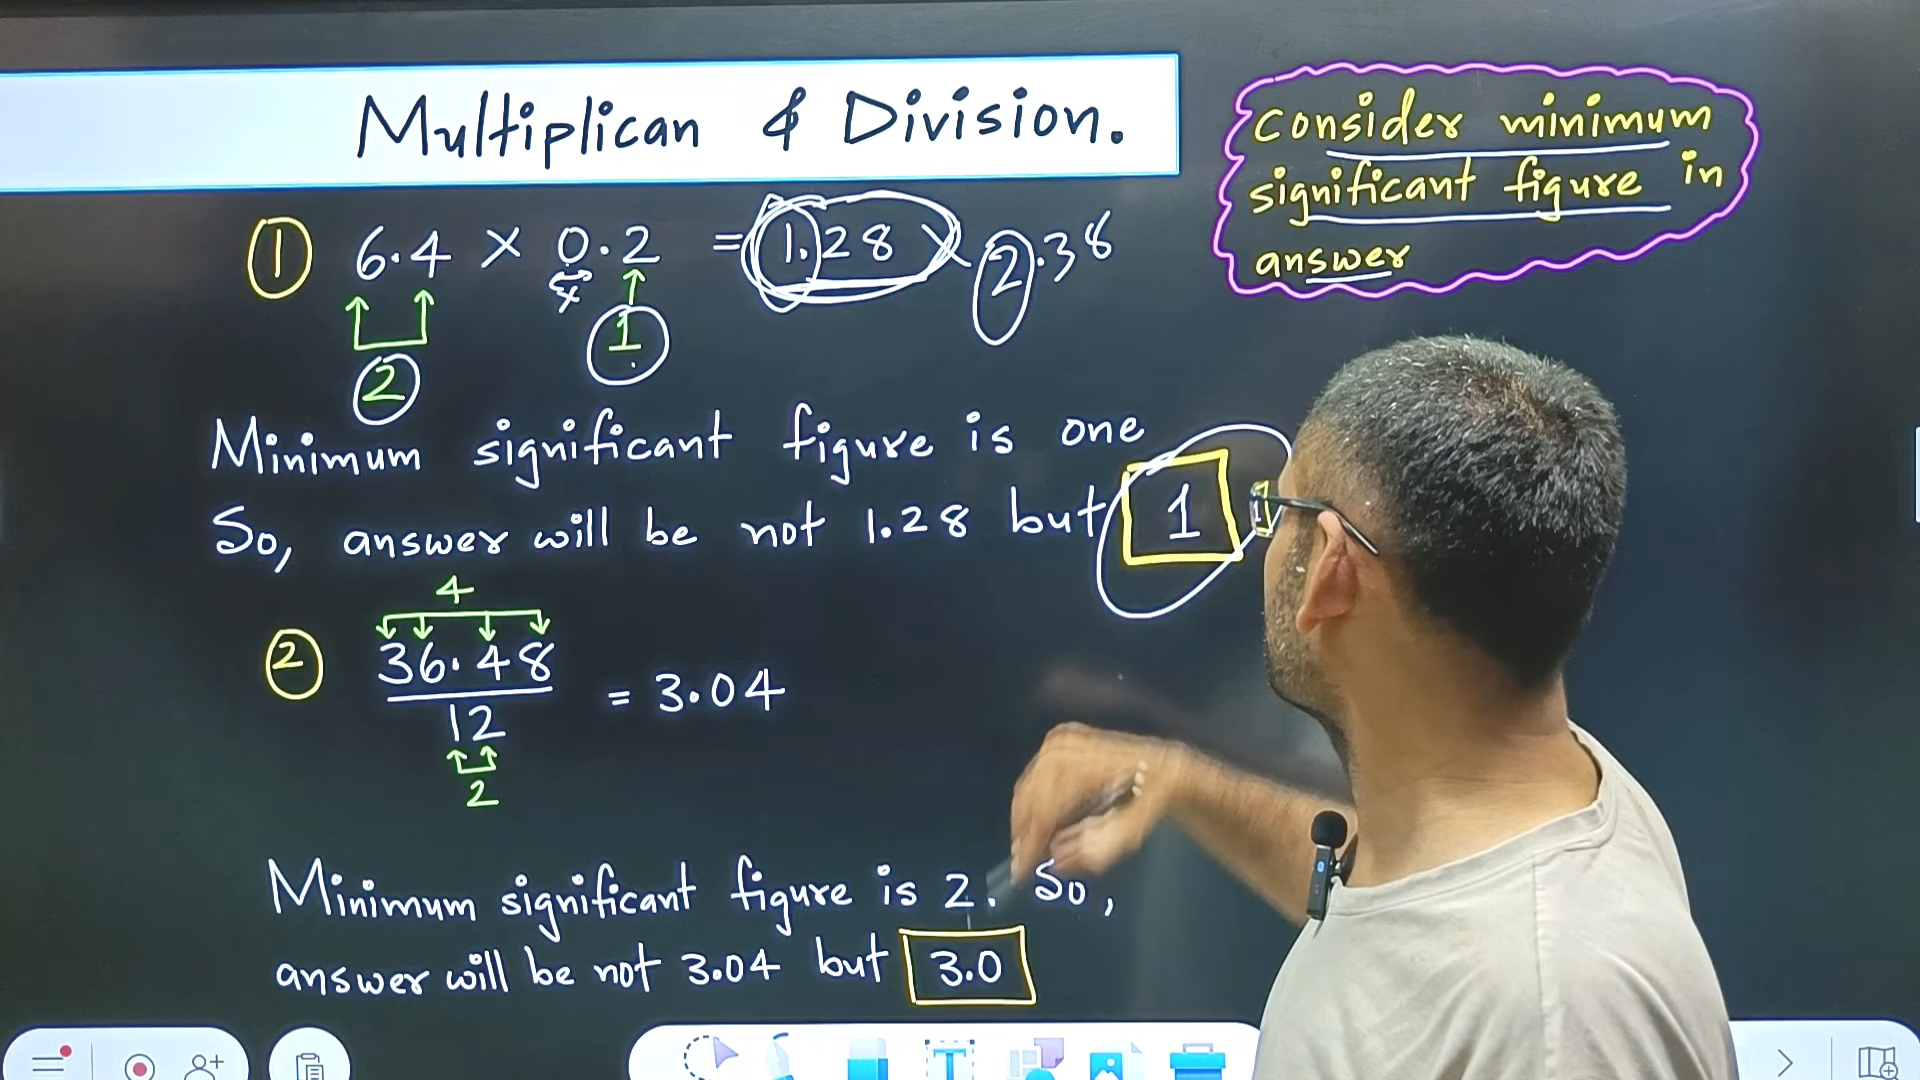 Multiplican & Division.
Consider minimum
significant figure in
answer
1 6.4 × 0.2 = 1.28 2.38
x
2 1
Minimum significant figure is one
So, answer will be not 1.28 but 1
4
2 36.48
12
= 3.04
2
Minimum significant figure is 2. So,
answer will be not 3.04 but 3.0
T